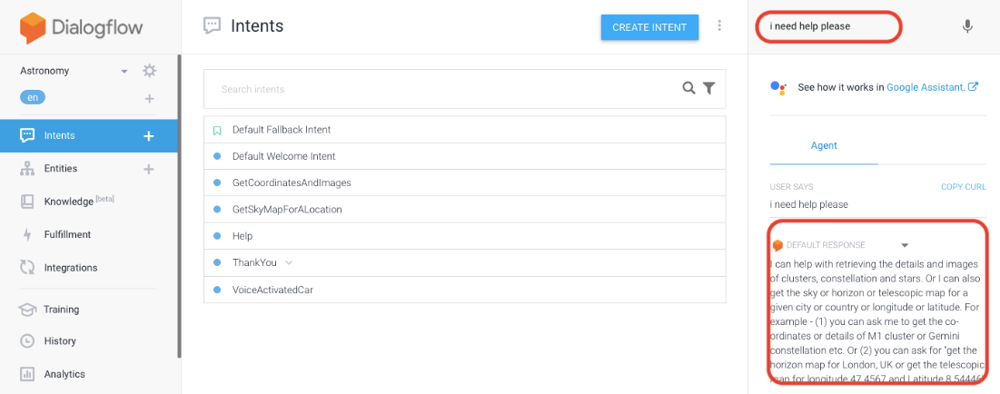 Dialogflow
Astronomy
en
Intents
Entities
Knowledge [beta]
Fulfillment
Integrations
Training
History
Analytics
Intents
CREATE INTENT
Search intents
Default Fallback Intent
Default Welcome Intent
GetCoordinatesAndImages
GetSkyMapForALocation
Help
ThankYou
VoiceActivatedCar
i need help please
See how it works in Google Assistant.
Agent
USER SAYS
COPY CURL
i need help please
DEFAULT RESPONSE
I can help with retrieving the details and images
of clusters, constellation and stars. Or I can also
get the sky or horizon or telescopic map for a
given city or country or longitude or latitude. For
example - (1) you can ask me to get the co-
ordinates or details of M1 cluster or Gemini
constellation etc. Or (2) you can ask for "get the
horizon map for London, UK or get the telescopic
map for longitude 47.4567 and Latitude 8.54446"